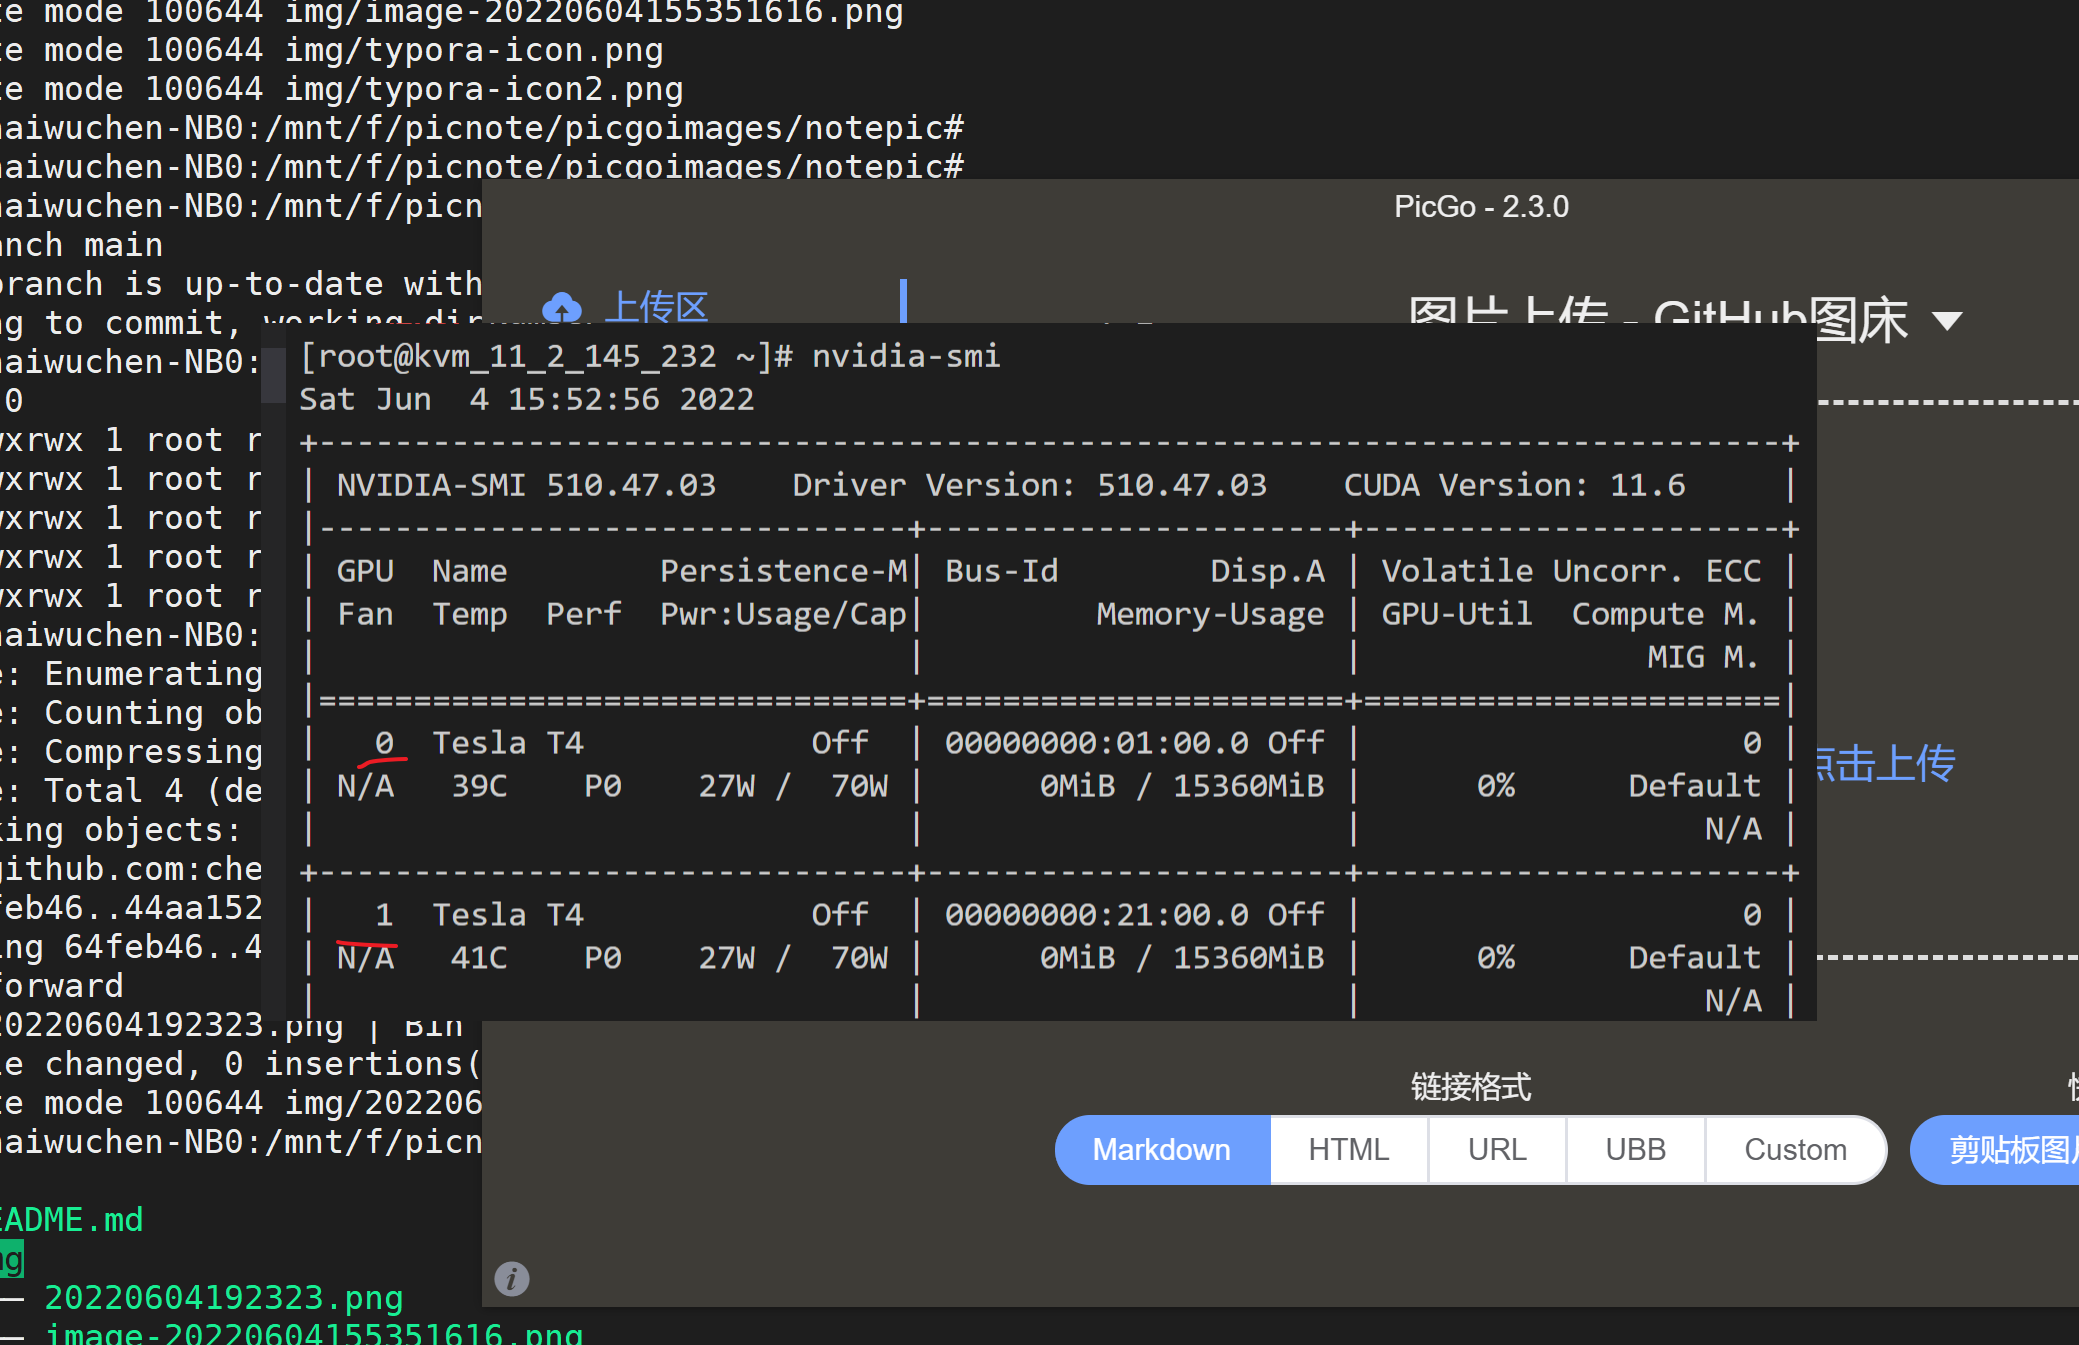 te mode 100644 img/image-20220604155351616.png
te mode 100644 img/typora-icon.png
te mode 100644 img/typora-icon2.png
aiwuchen-NB0:/mnt/f/picnote/picgoimages/notepic#
aiwuchen-NB0:/mnt/f/picnote/picgoimages/notepic#
aiwuchen-NB0:/mnt/f/picn
anch main
branch is up-to-date with
ng to commit, working dir
aiwuchen-NB0:
0
wxrwx 1 root r
wxrwx 1 root r
wxrwx 1 root r
wxrwx 1 root r
wxrwx 1 root r
aiwuchen-NB0:
e: Enumerating
e: Counting ob
e: Compressing
e: Total 4 (de
king objects:
github.com:che
feb46..44aa152
ing 64feb46..4
forward
20220604192323.png | Bin
le changed, 0 insertions(
te mode 100644 img/202206
aiwuchen-NB0:/mnt/f/picn
EADME.md
ng
── 20220604192323.png
── image-20220604155351616.png
PicGo - 2.3.0
上传区
图片上传 - GitHub图床
点击上传
[root@kvm_11_2_145_232 ~]# nvidia-smi
Sat Jun  4 15:52:56 2022
+-----------------------------------------------------------------------------+
| NVIDIA-SMI 510.47.03    Driver Version: 510.47.03    CUDA Version: 11.6     |
|-------------------------------+----------------------+----------------------+
| GPU  Name        Persistence-M| Bus-Id        Disp.A | Volatile Uncorr. ECC |
| Fan  Temp  Perf  Pwr:Usage/Cap|         Memory-Usage | GPU-Util  Compute M. |
|                               |                      |               MIG M. |
|===============================+======================+======================|
|   0  Tesla T4            Off  | 00000000:01:00.0 Off |                    0 |
| N/A   39C    P0    27W /  70W |      0MiB / 15360MiB |      0%      Default |
|                               |                      |                  N/A |
+-------------------------------+----------------------+----------------------+
|   1  Tesla T4            Off  | 00000000:21:00.0 Off |                    0 |
| N/A   41C    P0    27W /  70W |      0MiB / 15360MiB |      0%      Default |
|                               |                      |                  N/A |
链接格式
Markdown HTML URL UBB Custom
剪贴板图片